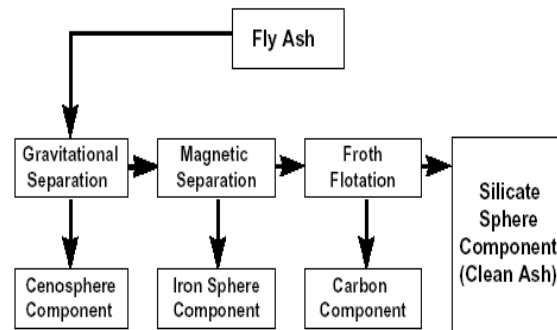 Fly Ash
Gravitational
Separation
Magnetic
Separation
Froth
Flotation
Silicate
Sphere
Component
(Clean Ash)
Cenosphere
Component
Iron Sphere
Component
Carbon
Component